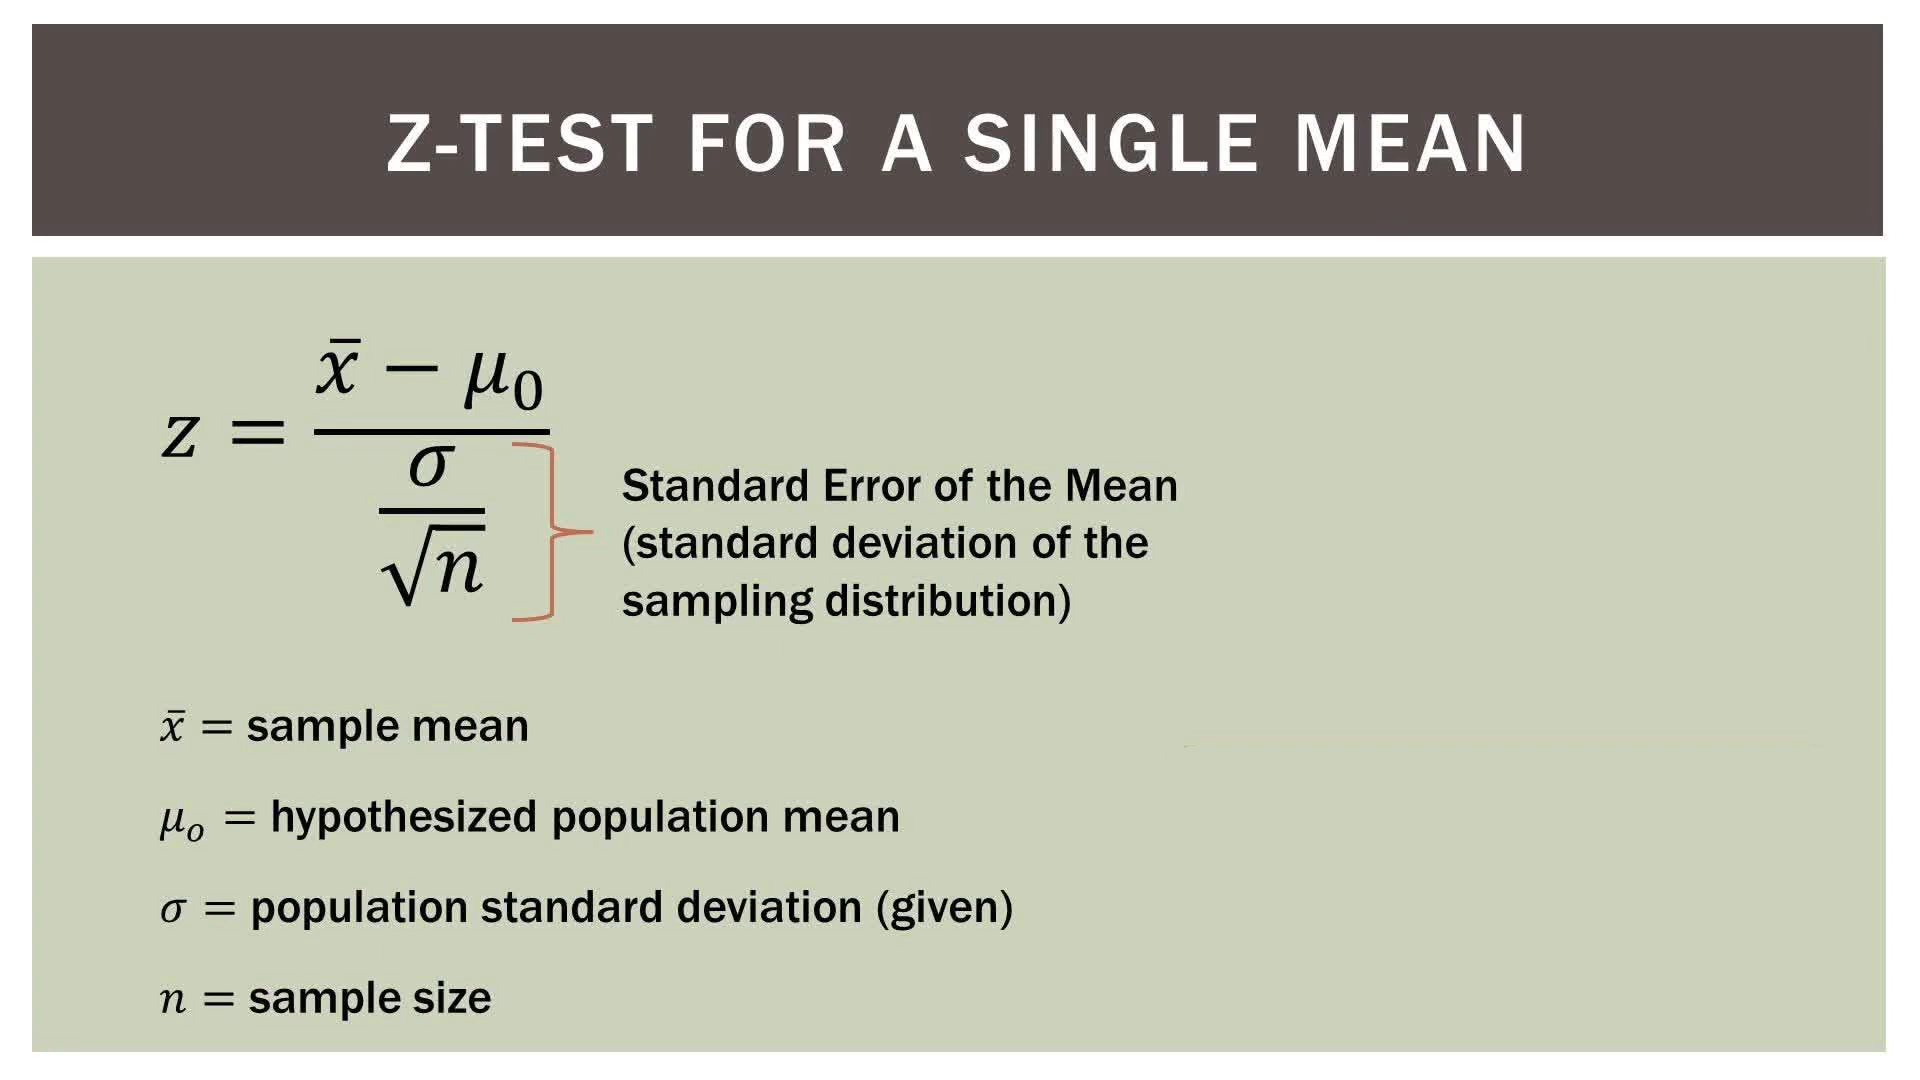 Z-TEST FOR A SINGLE MEAN
z = (x̄ − μ₀) / (σ / √n)
Standard Error of the Mean
(standard deviation of the
sampling distribution)
x̄ = sample mean
μₒ = hypothesized population mean
σ = population standard deviation (given)
n = sample size